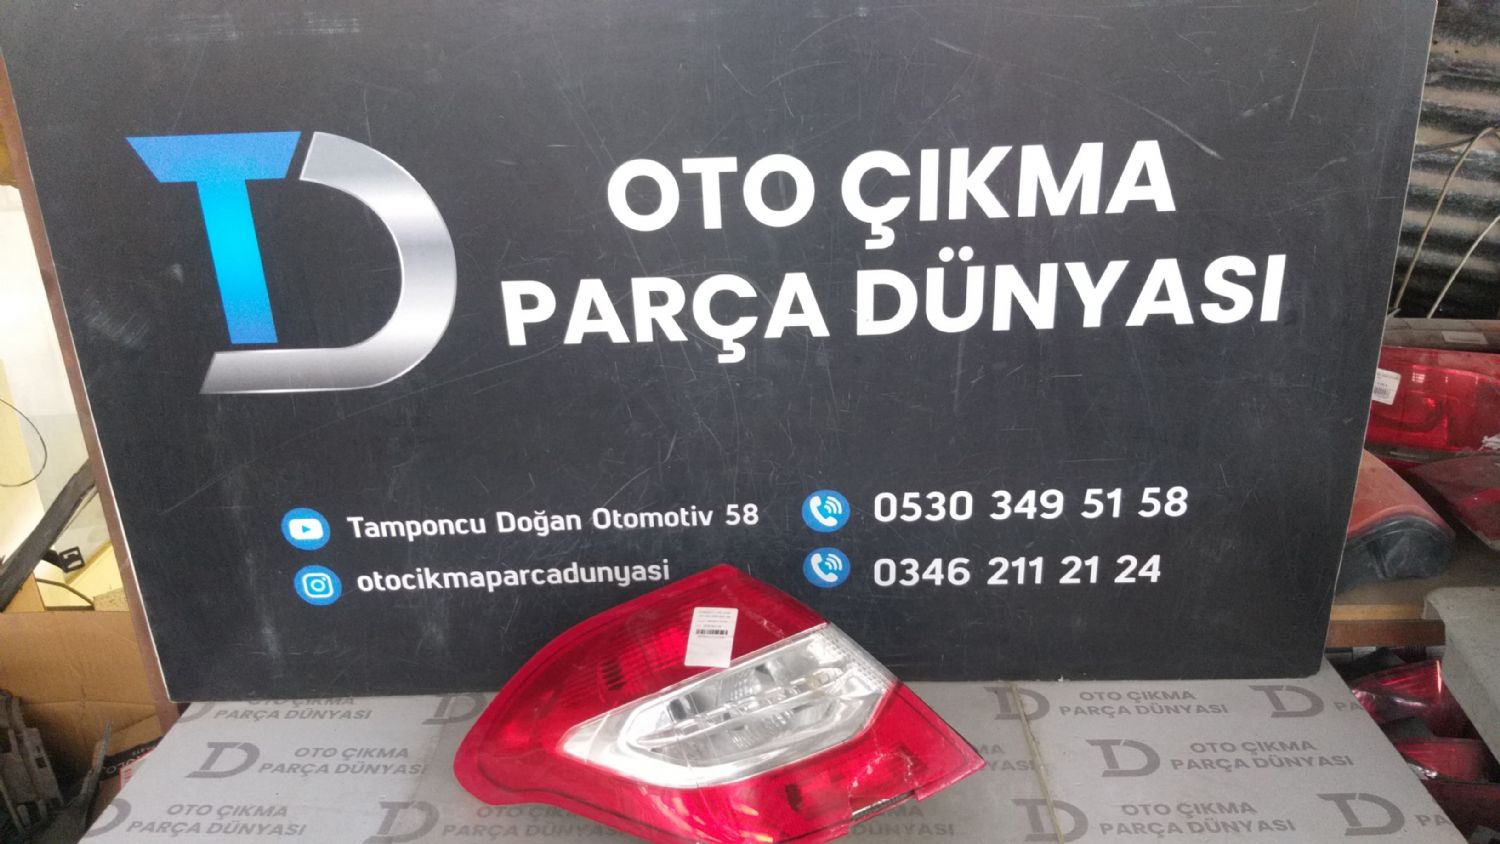 TD
OTO ÇIKMA
PARÇA DÜNYASI
Tamponcu Doğan Otomotiv 58
otocikmaparcadunyasi
0530 349 51 58
0346 211 21 24
PARÇA DÜNYASI
OTO ÇIKMA
PARÇA DÜNYASI
OTO ÇIKMA
PARÇA DÜNYASI
OTO ÇIKMA
PARÇA DÜNYASI
OTO ÇIKMA
PARÇA DÜNYASI
OTO ÇIKMA
PARÇA DÜNYASI